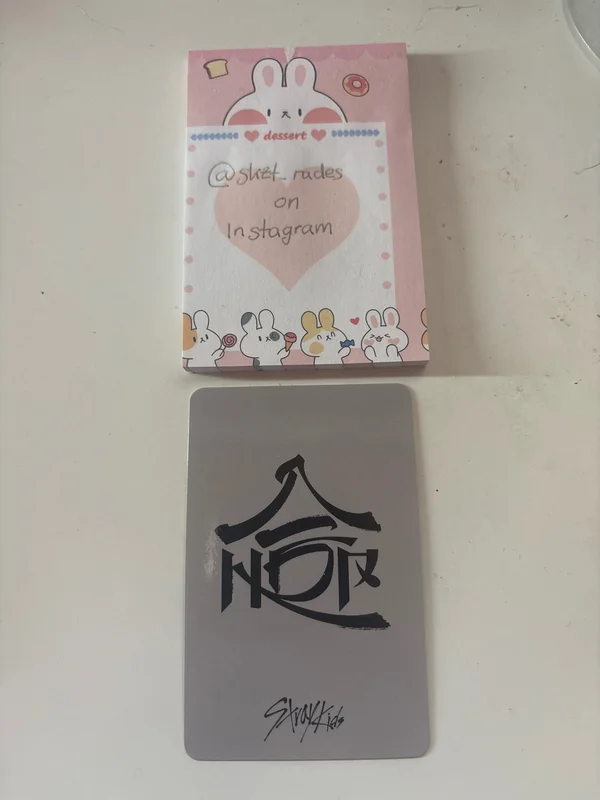 dessert
@skzt_rades
on
Instagram
Stray Kids